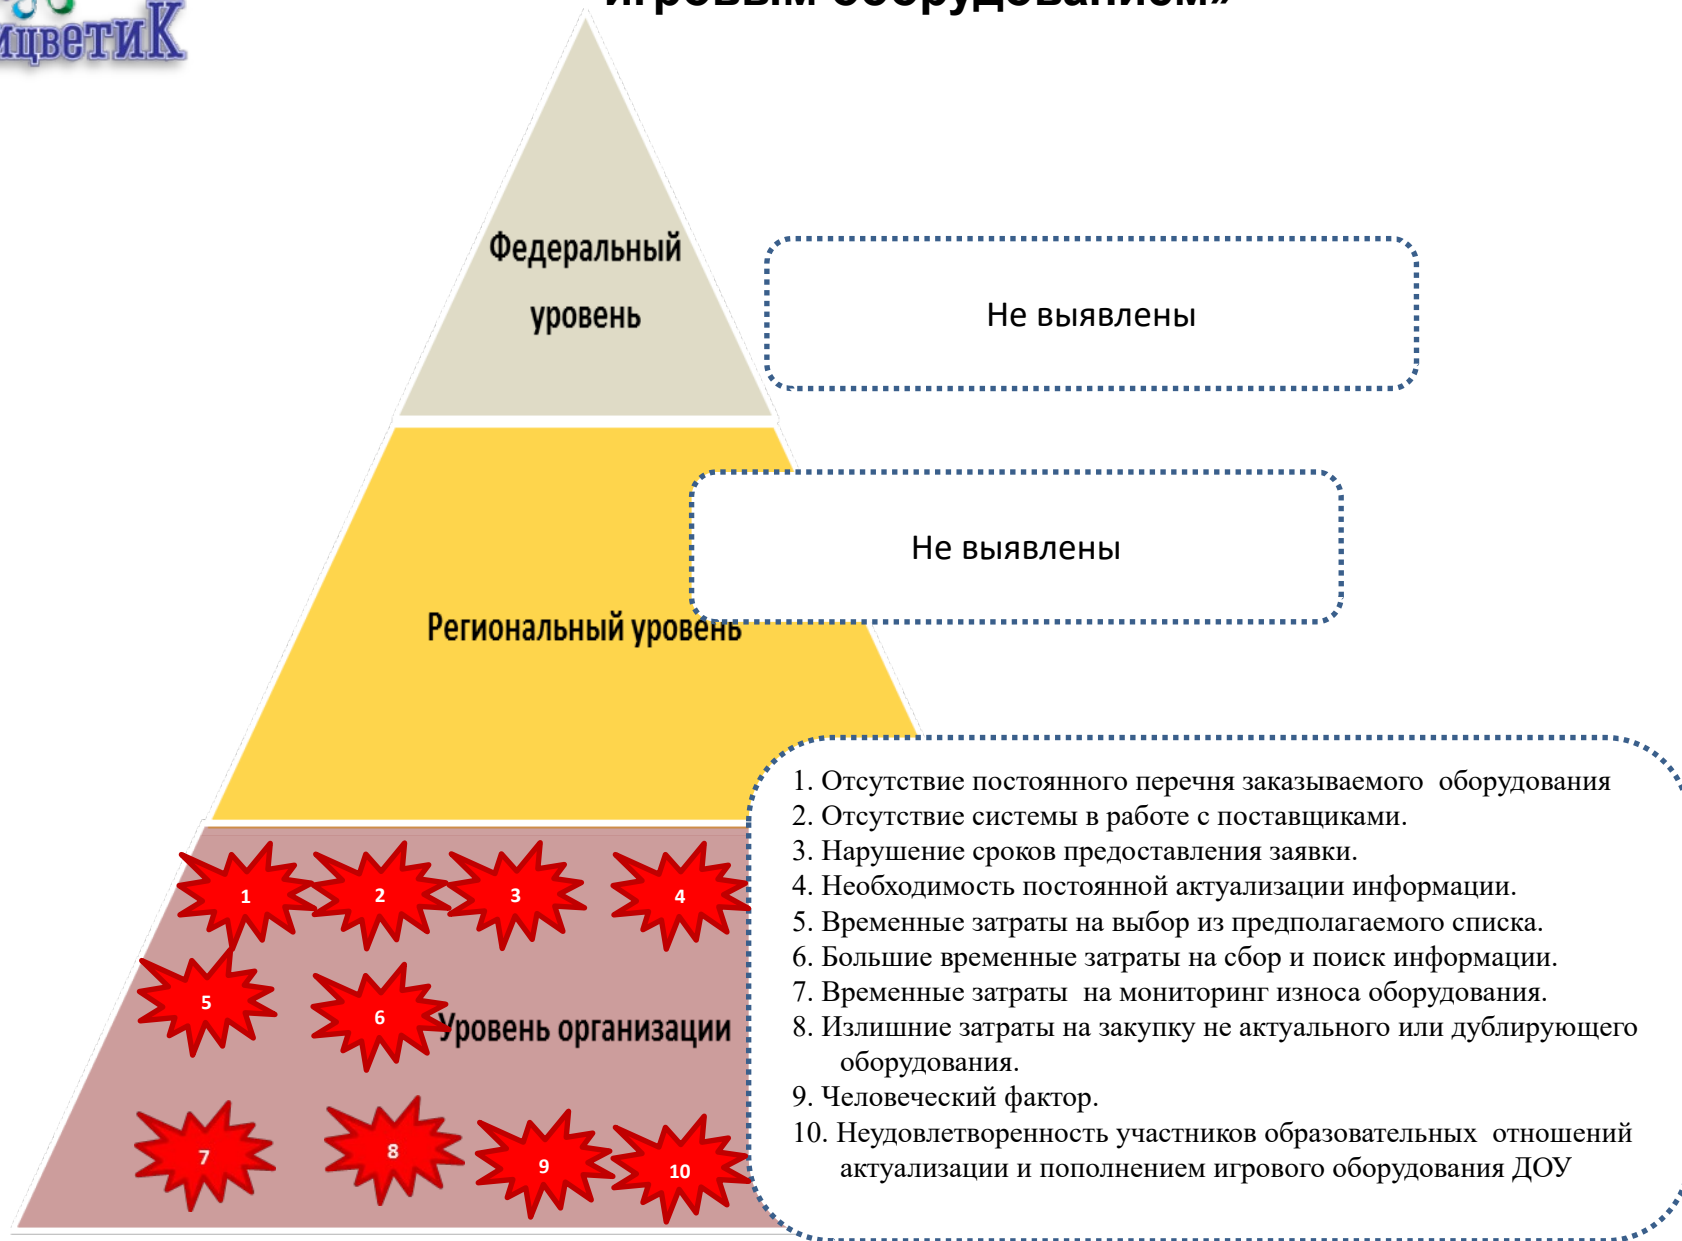 игровым оборудованием»
ицветиК
Федеральный
уровень
Не выявлены
Не выявлены
Региональный уровень
1. Отсутствие постоянного перечня заказываемого  оборудования
2. Отсутствие системы в работе с поставщиками.
3. Нарушение сроков предоставления заявки.
4. Необходимость постоянной актуализации информации.
5. Временные затраты на выбор из предполагаемого списка.
6. Большие временные затраты на сбор и поиск информации.
7. Временные затраты  на мониторинг износа оборудования.
8. Излишние затраты на закупку не актуального или дублирующего
оборудования.
9. Человеческий фактор.
10. Неудовлетворенность участников образовательных  отношений
актуализации и пополнением игрового оборудования ДОУ
1 2 3 4
5 6
Уровень организации
7 8 9 10